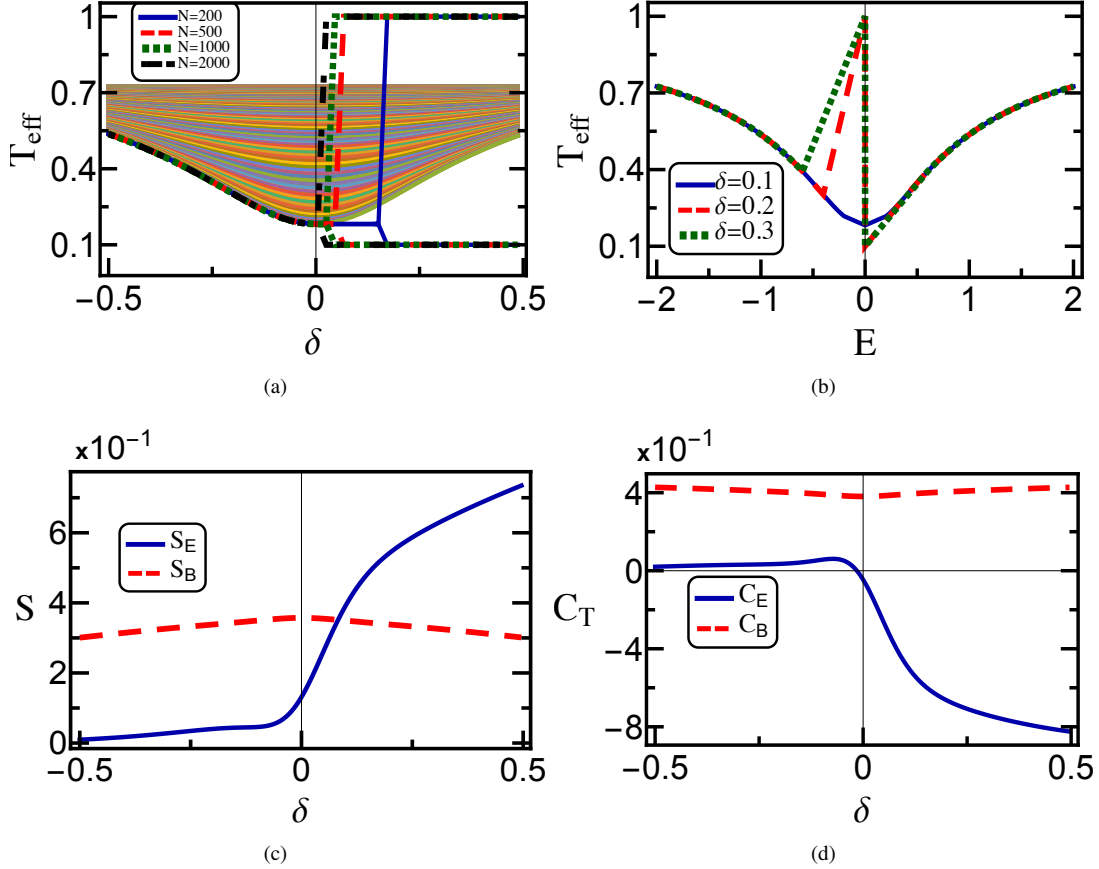 1
0.7
0.4
0.1
T_eff
N=200
N=500
N=1000
N=2000
−0.5
0
0.5
δ
(a)
1
0.7
0.4
0.1
T_eff
δ=0.1
δ=0.2
δ=0.3
−2
−1
0
1
2
E
(b)
x10⁻¹
6
4
2
0
S
S_E
S_B
−0.5
0
0.5
δ
(c)
x10⁻¹
4
0
−4
−8
C_T
C_E
C_B
−0.5
0
0.5
δ
(d)